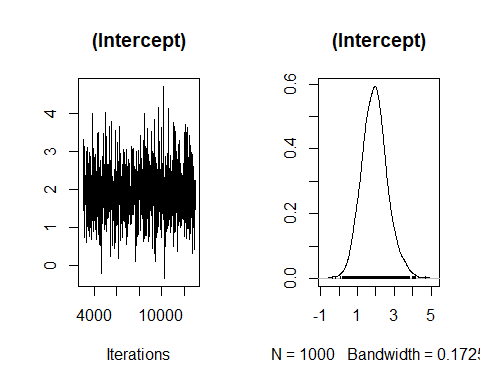 (Intercept)
4
3
2
1
0
4000 10000
Iterations
(Intercept)
0.6
0.4
0.2
0.0
-1 1 3 5
N = 1000 Bandwidth = 0.1725